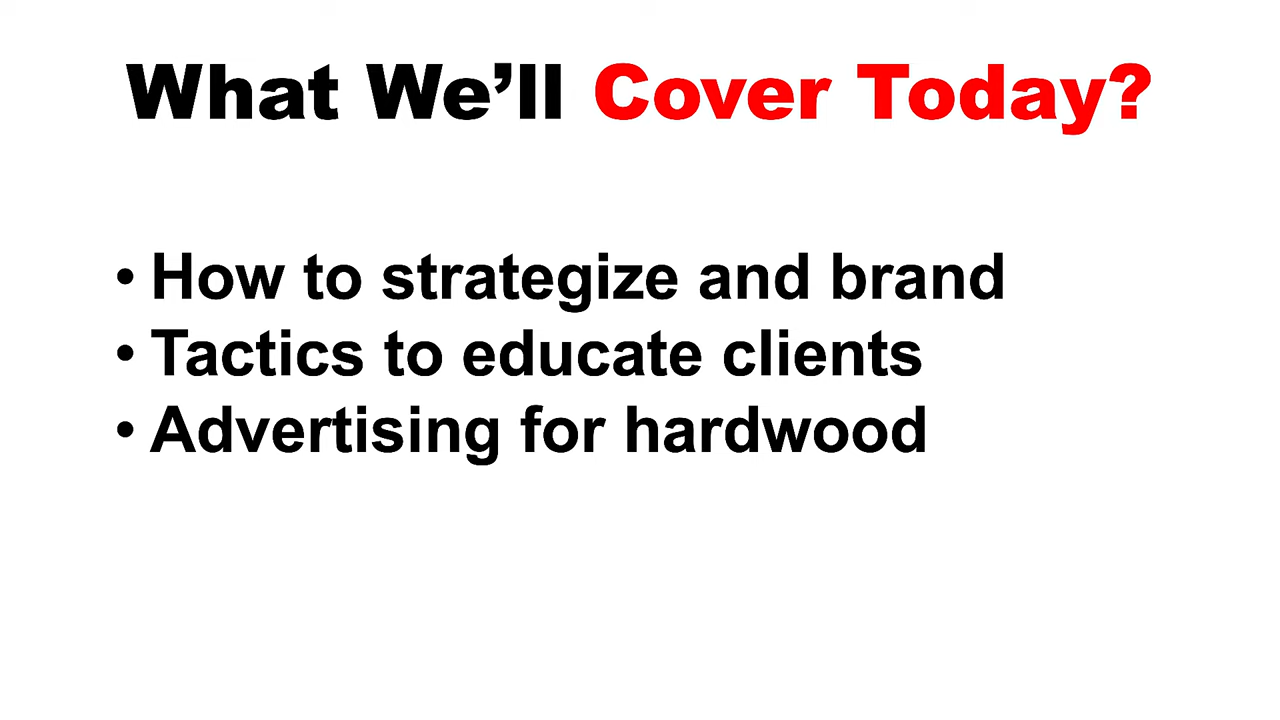 What We’ll Cover Today?
• How to strategize and brand
• Tactics to educate clients
• Advertising for hardwood